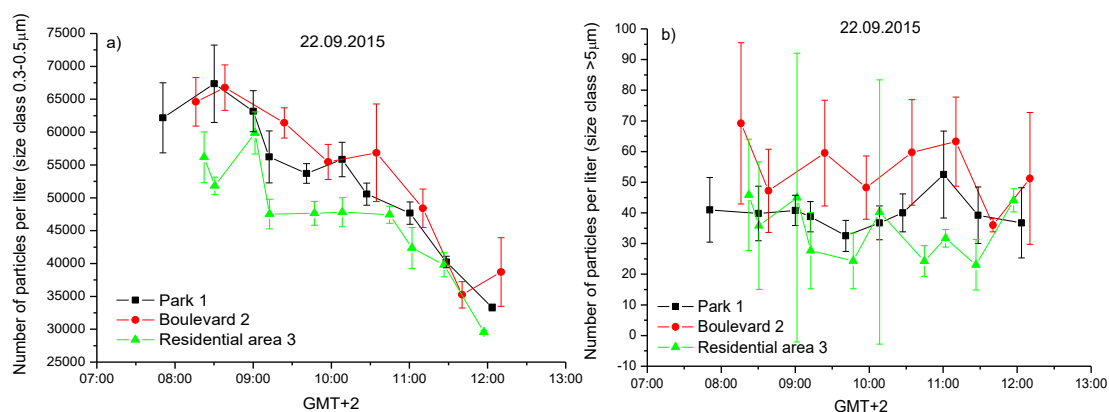 Number of particles per liter (size class 0.3-0.5μm)
75000
70000
65000
60000
55000
50000
45000
40000
35000
30000
25000
a)
22.09.2015
Park 1
Boulevard 2
Residential area 3
07:00 08:00 09:00 10:00 11:00 12:00 13:00
GMT+2
Number of particles per liter (size class >5μm)
100
90
80
70
60
50
40
30
20
10
0
-10
b)
22.09.2015
Park 1
Boulevard 2
Residential area 3
07:00 08:00 09:00 10:00 11:00 12:00 13:00
GMT+2